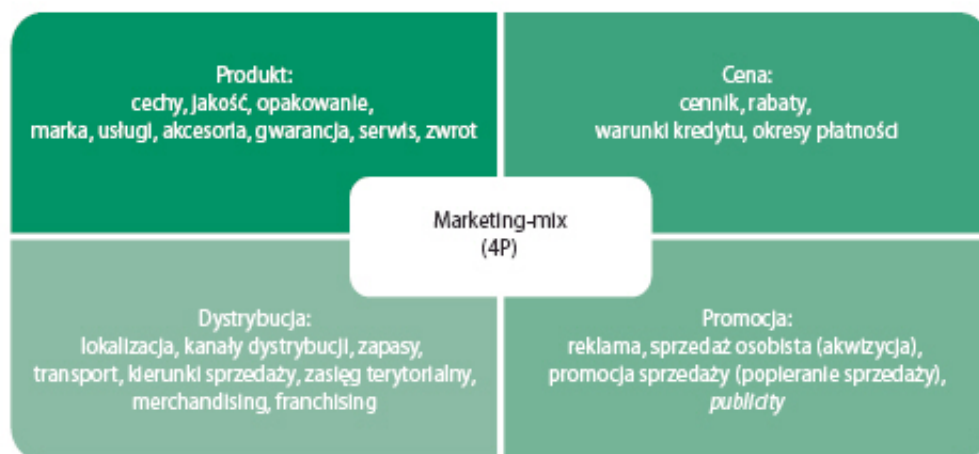 Produkt:
cechy, jakość, opakowanie,
marka, usługi, akcesoria, gwarancja, serwis, zwrot
Cena:
cennik, rabaty,
warunki kredytu, okresy płatności
Marketing-mix
(4P)
Dystrybucja:
lokalizacja, kanały dystrybucji, zapasy,
transport, kierunki sprzedaży, zasięg terytorialny,
merchandising, franchising
Promocja:
reklama, sprzedaż osobista (akwizycja),
promocja sprzedaży (popieranie sprzedaży),
publicity